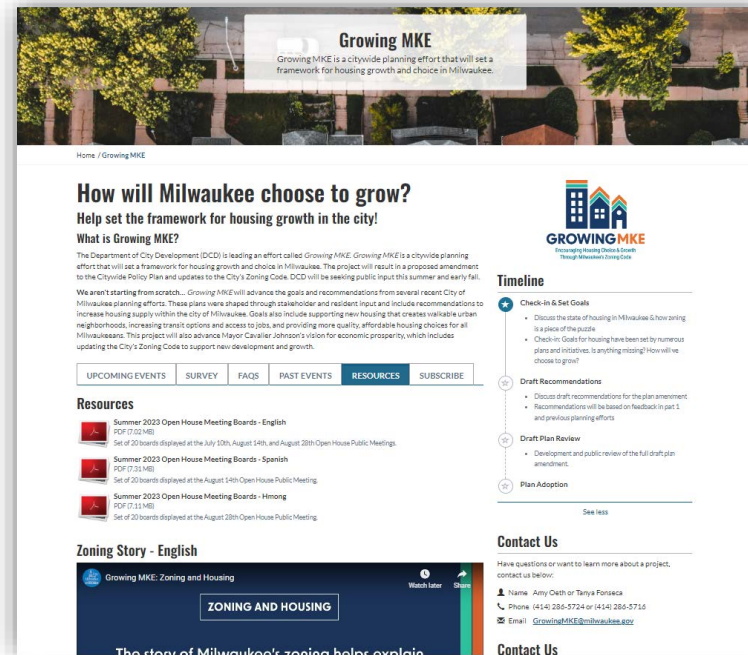 Growing MKE
Growing MKE is a citywide planning effort that will set a
framework for housing growth and choice in Milwaukee.
Home / Growing MKE
How will Milwaukee choose to grow?
Help set the framework for housing growth in the city!
What is Growing MKE?
The Department of City Development (DCD) is leading an effort called Growing MKE. Growing MKE is a citywide planning
effort that will set a framework for housing growth and choice in Milwaukee. The project will result in a proposed amendment
to the Citywide Policy Plan and updates to the City's Zoning Code. DCD will be seeking public input this summer and early fall.
We aren't starting from scratch... Growing MKE will advance the goals and recommendations from several recent City of
Milwaukee planning efforts. These plans were shaped through stakeholder and resident input and include recommendations to
increase housing supply within the city of Milwaukee. Goals also include supporting new housing that creates walkable urban
neighborhoods, increasing transit options and access to jobs, and providing more quality, affordable housing choices for all
Milwaukeeans. This project will also advance Mayor Cavalier Johnson's vision for economic prosperity, which includes
updating the City's Zoning Code to support new development and growth.
UPCOMING EVENTS SURVEY FAQS PAST EVENTS RESOURCES SUBSCRIBE
Resources
Summer 2023 Open House Meeting Boards - English
PDF (7.02 MB)
Set of 20 boards displayed at the July 10th, August 14th, and August 28th Open House Public Meetings.
Summer 2023 Open House Meeting Boards - Spanish
PDF (7.31 MB)
Set of 20 boards displayed at the August 14th Open House Public Meeting.
Summer 2023 Open House Meeting Boards - Hmong
PDF (7.11 MB)
Set of 20 boards displayed at the August 28th Open House Public Meeting.
Zoning Story - English
Growing MKE: Zoning and Housing
Watch later Share
ZONING AND HOUSING
The story of Milwaukee's zoning helps explain
GROWINGMKE
Encouraging Housing Choice & Growth
Through Milwaukee's Zoning Code
Timeline
Check-in & Set Goals
• Discuss the state of housing in Milwaukee & how zoning
is a piece of the puzzle
• Check-in: Goals for housing have been set by numerous
plans and initiatives. Is anything missing? How will we
choose to grow?
Draft Recommendations
• Discuss draft recommendations for the plan amendment
• Recommendations will be based on feedback in part 1
and previous planning efforts
Draft Plan Review
• Development and public review of the full draft plan
amendment.
Plan Adoption
See less
Contact Us
Have questions or want to learn more about a project,
contact us below:
Name Amy Oeth or Tanya Fonseca
Phone (414) 286-5724 or (414) 286-5716
Email GrowingMKE@milwaukee.gov
Contact Us